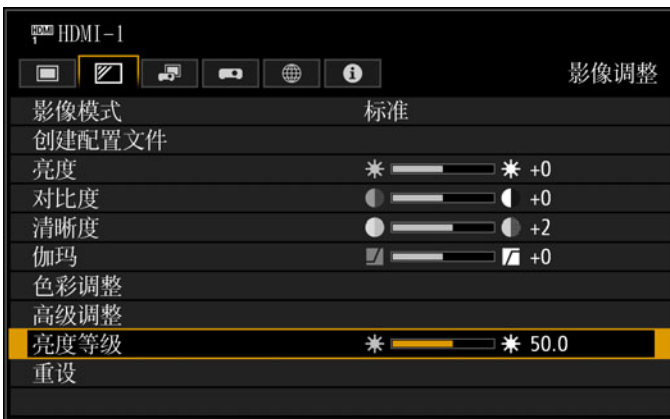 HDMI 1 HDMI-1
影像调整
影像模式 标准
创建配置文件
亮度 +0
对比度 +0
清晰度 +2
伽玛 +0
色彩调整
高级调整
亮度等级 50.0
重设